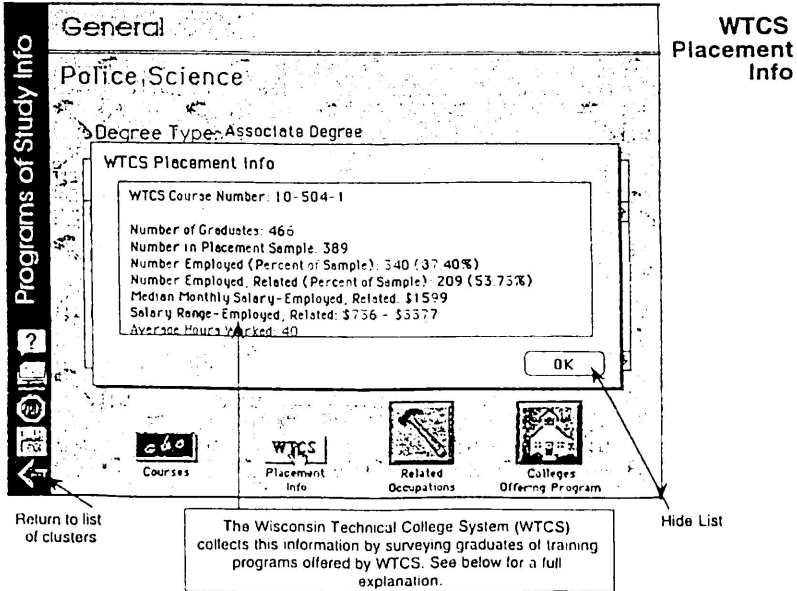 WTCS
Placement
Info
Programs of Study Info
General
Police Science
Degree Type: Associate Degree
WTCS Placement Info
WTCS Course Number: 10-504-1
Number of Graduates: 466
Number in Placement Sample: 389
Number Employed (Percent of Sample): 340 (37.40%)
Number Employed, Related (Percent of Sample): 209 (53.73%)
Median Monthly Salary-Employed, Related: $1599
Salary Range-Employed, Related: $736 - $3377
Average Hours Worked: 40
OK
?
WTCS
Courses
Placement
Info
Related
Occupations
Colleges
Offering Program
Return to list
of clusters
The Wisconsin Technical College System (WTCS)
collects this information by surveying graduates of training
programs offered by WTCS. See below for a full
explanation.
Hide List